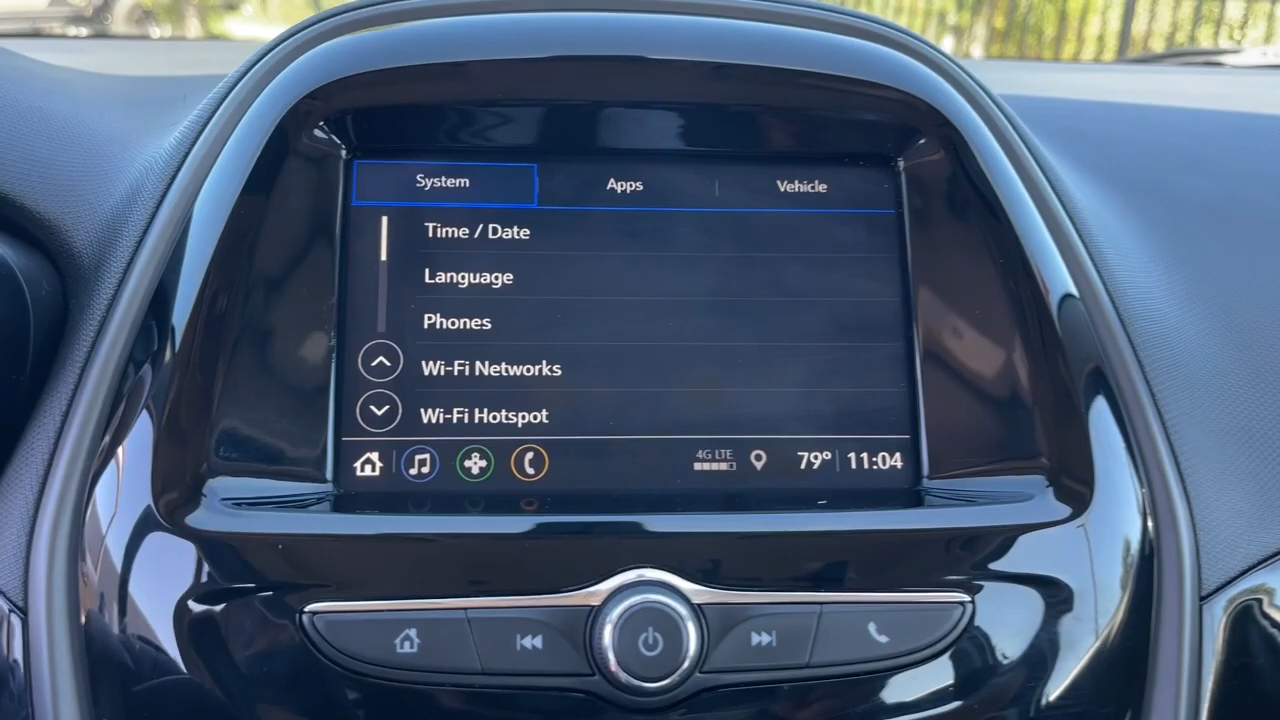 System Apps Vehicle
Time / Date
Language
Phones
Wi-Fi Networks
Wi-Fi Hotspot
4G LTE 79° 11:04